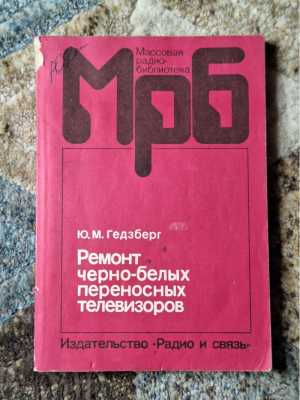 Массовая
радио-
библиотека
Мрб
Ю. М. Гедзберг
Ремонт
черно-белых
переносных
телевизоров
Издательство «Радио и связь»